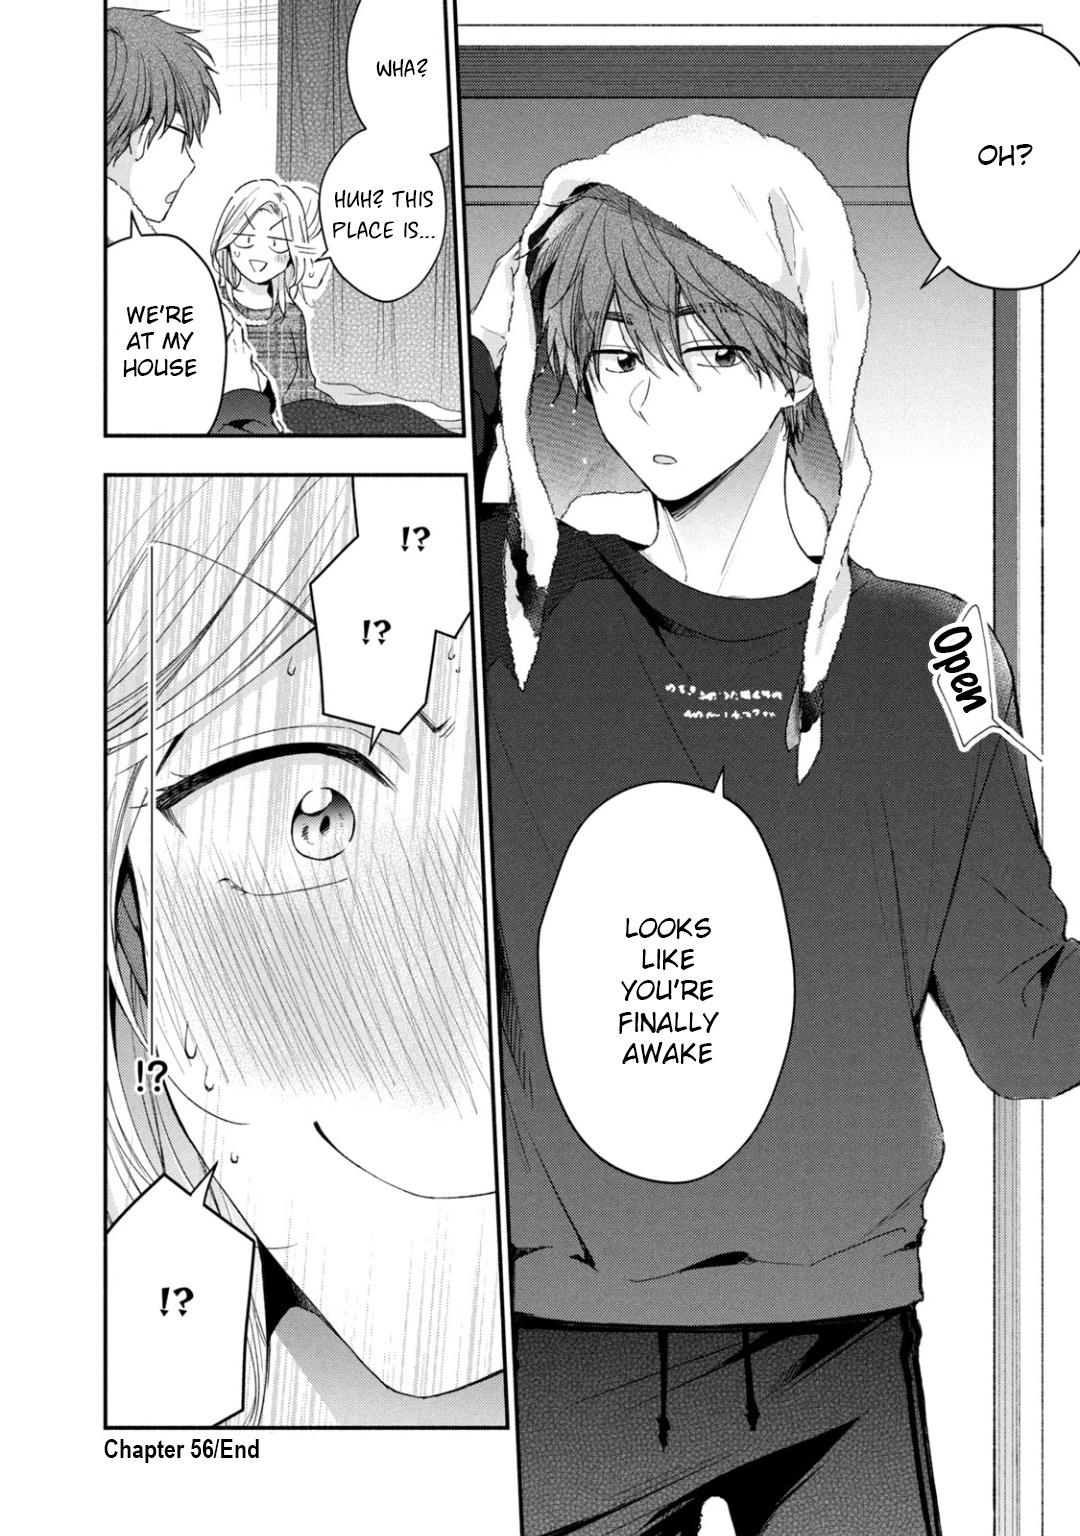 OH?
Open
LOOKS
LIKE
YOU'RE
FINALLY
AWAKE
WHA?
HUH? THIS
PLACE IS...
WE'RE
AT MY
HOUSE
!?
!?
!?
!?
Chapter 56/End